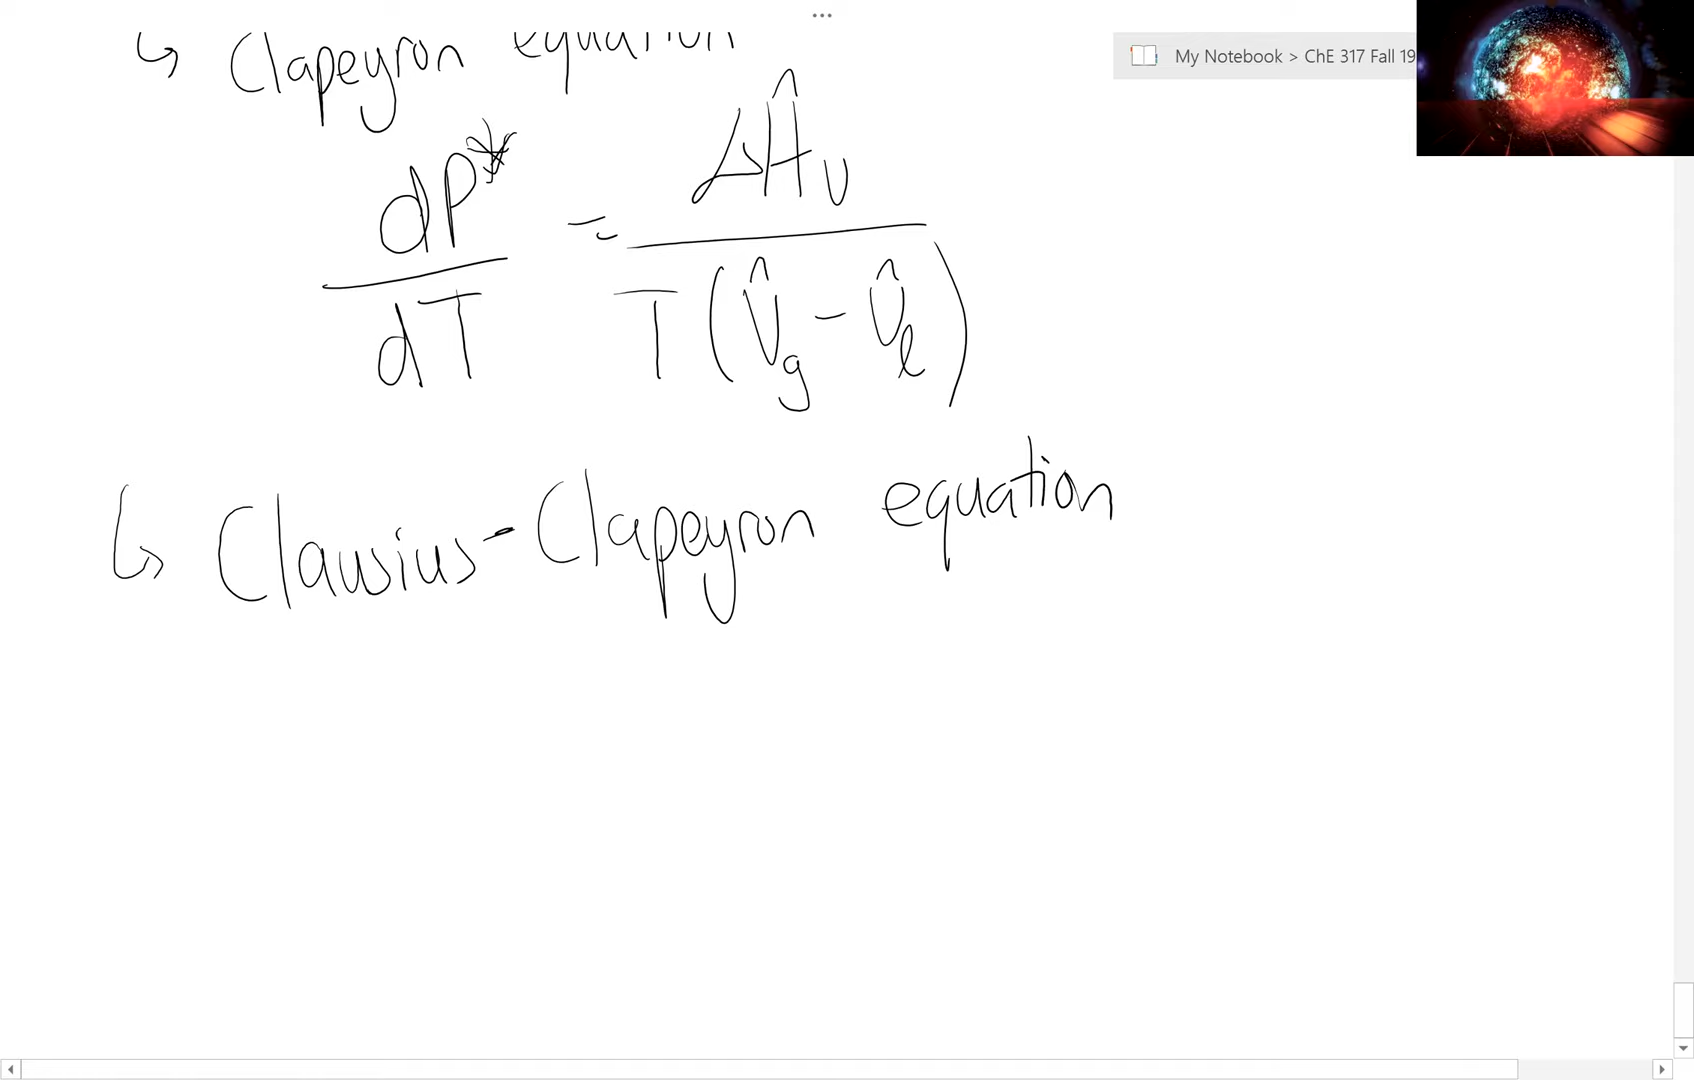 ...
↳ Clapeyron equation
My Notebook > ChE 317 Fall 19
dP*/dT = ΔĤv / T(V̂g - V̂l)
↳ Clausius-Clapeyron equation